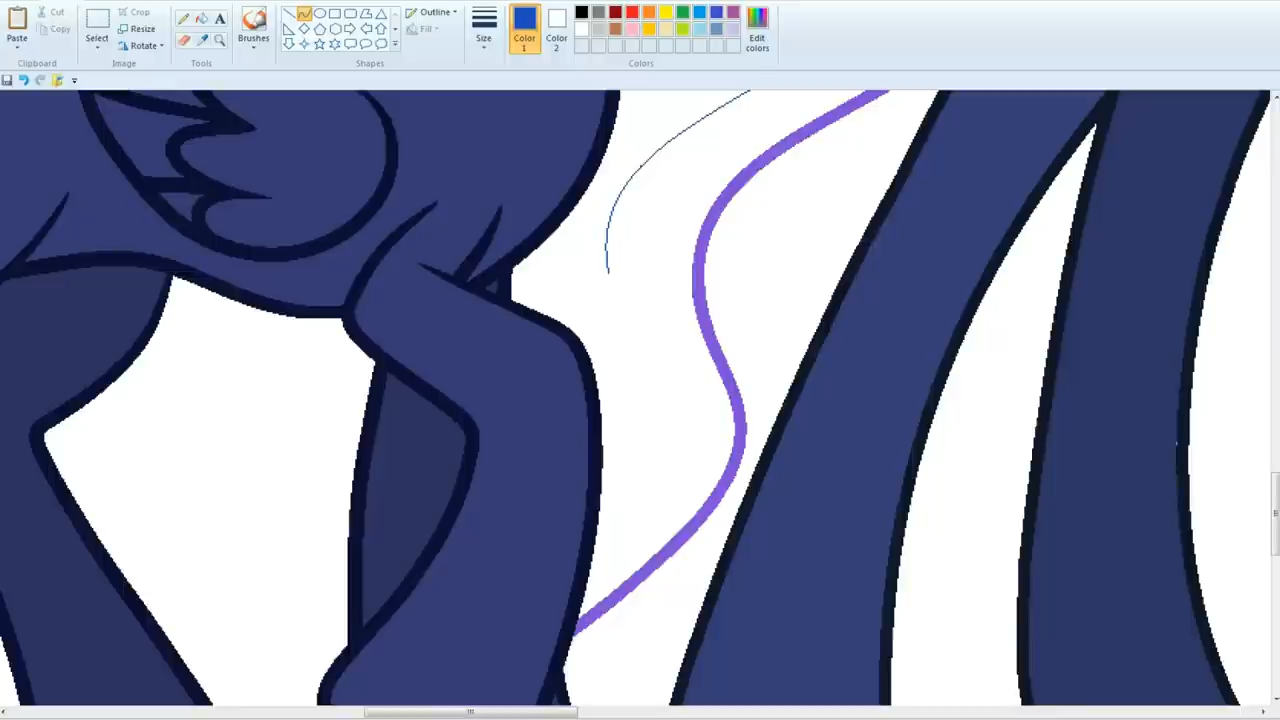 Paste
Cut
Copy
Clipboard
Select
Crop
Resize
Rotate
Image
A
Tools
Brushes
Shapes
Outline
Fill
Size
Color
1
Color
2
Colors
Edit
colors